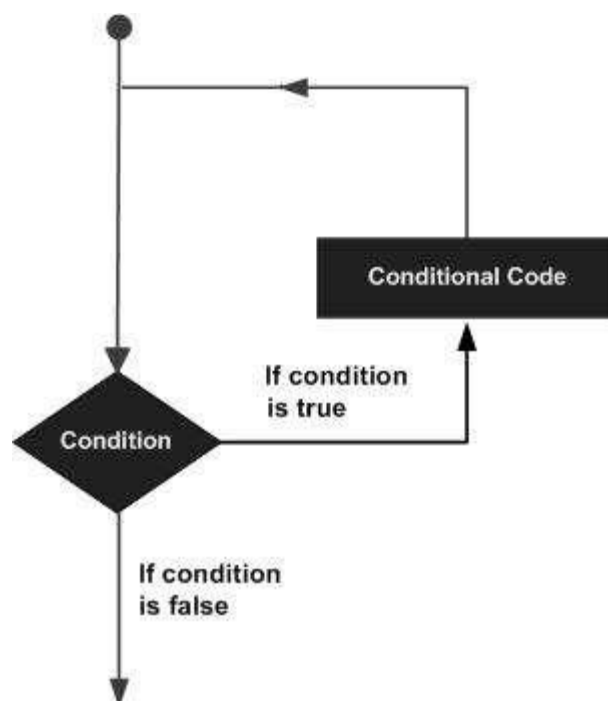 Conditional Code
If condition
is true
Condition
If condition
is false